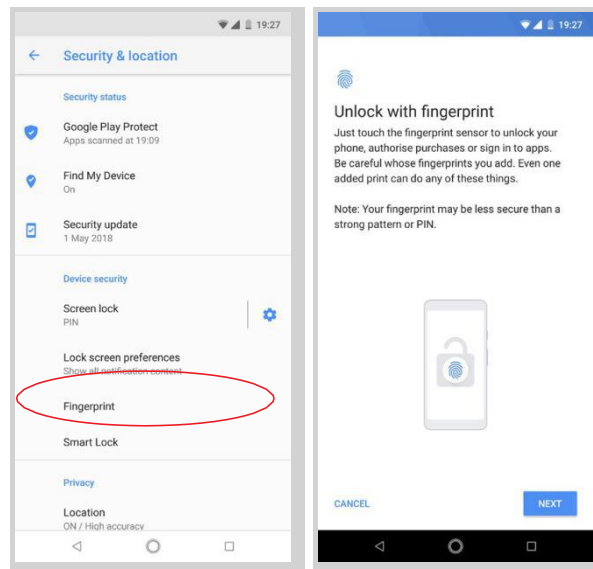 19:27
Security & location
Security status
Google Play Protect
Apps scanned at 19:09
Find My Device
On
Security update
1 May 2018
Device security
Screen lock
PIN
Lock screen preferences
Show all notification content
Fingerprint
Smart Lock
Privacy
Location
ON / High accuracy
19:27
Unlock with fingerprint
Just touch the fingerprint sensor to unlock your
phone, authorise purchases or sign in to apps.
Be careful whose fingerprints you add. Even one
added print can do any of these things.
Note: Your fingerprint may be less secure than a
strong pattern or PIN.
CANCEL
NEXT